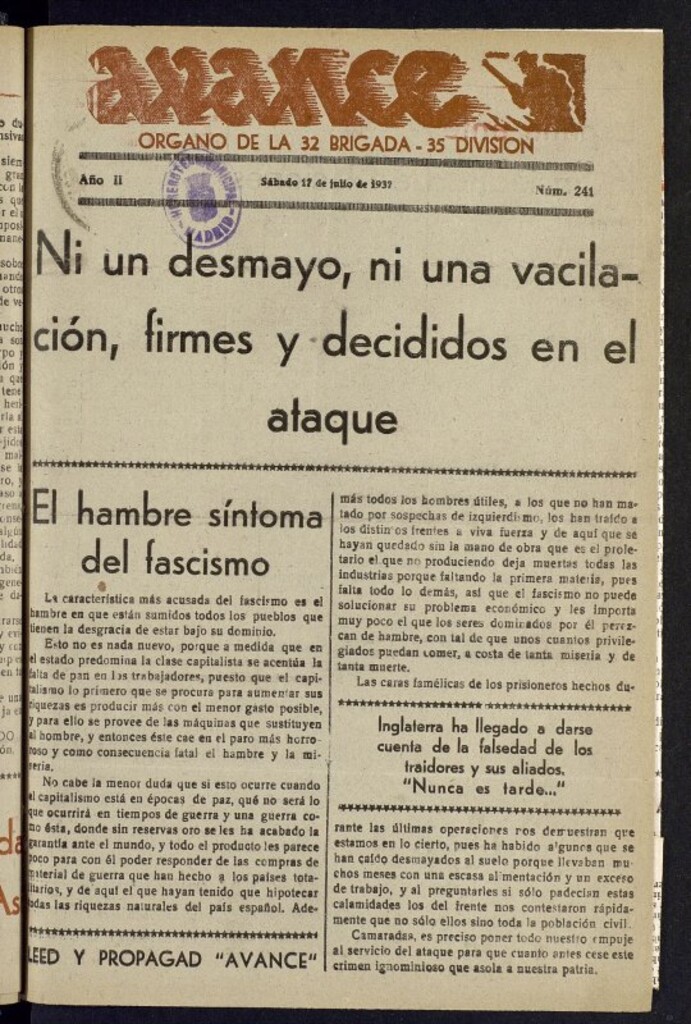 avance
ORGANO DE LA 32 BRIGADA - 35 DIVISION
Año II
Sábado 17 de julio de 1937
Núm. 241
HEMEROTECA MUNICIPAL
MADRID
Ni un desmayo, ni una vacila-
ción, firmes y decididos en el
ataque
El hambre síntoma
del fascismo
La característica más acusada del fascismo es el
hambre en que están sumidos todos los pueblos que
tienen la desgracia de estar bajo su dominio.
Esto no es nada nuevo, porque a medida que en
el estado predomina la clase capitalista se acentúa la
falta de pan en los trabajadores, puesto que el capi-
talismo lo primero que se procura para aumentar sus
riquezas es producir más con el menor gasto posible,
y para ello se provee de las máquinas que sustituyen
al hombre, y entonces éste cae en el paro más horro-
roso y como consecuencia fatal el hambre y la mi-
seria.
No cabe la menor duda que si esto ocurre cuando
el capitalismo está en épocas de paz, qué no será lo
que ocurrirá en tiempos de guerra y una guerra co-
mo ésta, donde sin reservas oro se les ha acabado la
garantía ante el mundo, y todo el producto les parece
poco para con él poder responder de las compras de
material de guerra que han hecho a los países tota-
litarios, y de aquí el que hayan tenido que hipotecar
todas las riquezas naturales del país español. Ade-
LEED Y PROPAGAD "AVANCE"
más todos los hombres útiles, a los que no han ma-
tado por sospechas de izquierdismo, los han traído a
los distintos frentes a viva fuerza y de aquí que se
hayan quedado sin la mano de obra que es el prole-
tario el que no produciendo deja muertas todas las
industrias porque faltando la primera materia, pues
falta todo lo demás, así que el fascismo no puede
solucionar su problema económico y les importa
muy poco el que los seres dominados por él perez-
can de hambre, con tal de que unos cuantos privile-
giados puedan comer, a costa de tanta miseria y de
tanta muerte.
Las caras famélicas de los prisioneros hechos du-
Inglaterra ha llegado a darse
cuenta de la falsedad de los
traidores y sus aliados.
"Nunca es tarde..."
rante las últimas operaciones nos demuestran que
estamos en lo cierto, pues ha habido algunos que se
han caído desmayados al suelo porque llevaban mu-
chos meses con una escasa alimentación y un exceso
de trabajo, y al preguntarles si sólo padecían estas
calamidades los del frente nos contestaron rápida-
mente que no sólo ellos sino toda la población civil.
Camaradas, es preciso poner todo nuestro empuje
al servicio del ataque para que cuanto antes cese este
crimen ignominioso que asola a nuestra patria.